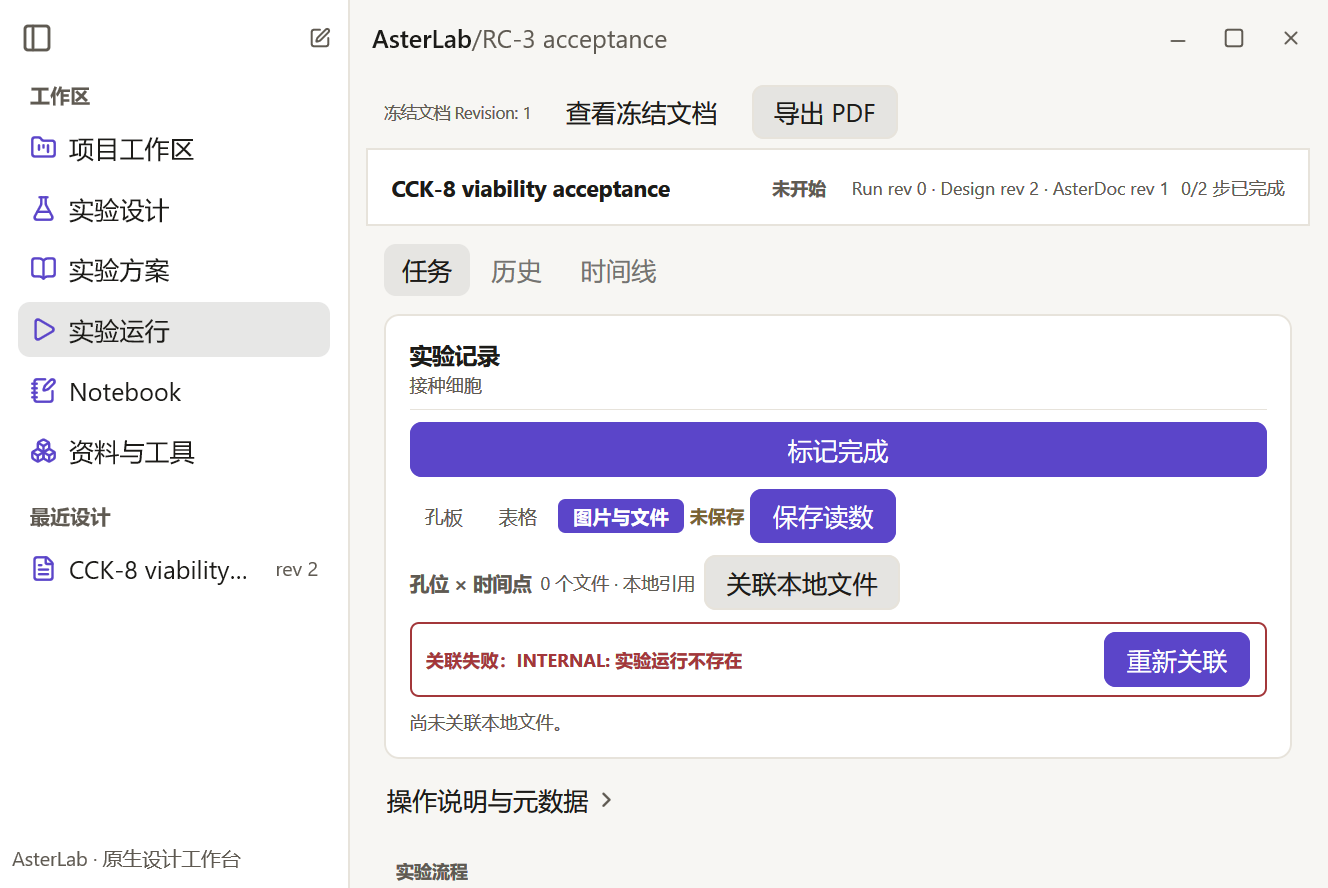 工作区
项目工作区
实验设计
实验方案
实验运行
Notebook
资料与工具
最近设计
CCK-8 viability... rev 2
AsterLab · 原生设计工作台
AsterLab/RC-3 acceptance
冻结文档 Revision: 1 查看冻结文档 导出 PDF
CCK-8 viability acceptance 未开始 Run rev 0 · Design rev 2 · AsterDoc rev 1 0/2 步已完成
任务 历史 时间线
实验记录
接种细胞
标记完成
孔板 表格 图片与文件 未保存 保存读数
孔位 × 时间点 0 个文件 · 本地引用 关联本地文件
关联失败：INTERNAL: 实验运行不存在 重新关联
尚未关联本地文件。
操作说明与元数据
实验流程